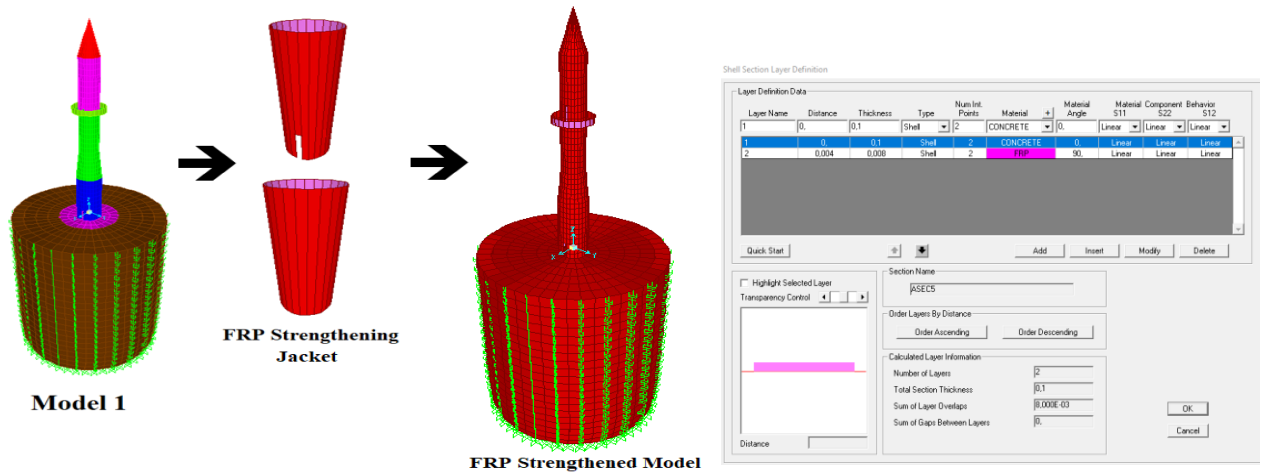 Model 1
FRP Strengthening
Jacket
FRP Strengthened Model
Shell Section Layer Definition
Layer Definition Data
Layer Name Distance Thickness Type Num Int. Points Material + Material Angle Material Component Behavior S11 S22 S12
1 0, 0,1 Shell 2 CONCRETE 0, Linear Linear Linear
1 0, 0,1 Shell 2 CONCRETE 0, Linear Linear Linear
2 0,004 0,008 Shell 2 FRP 90, Linear Linear Linear
Quick Start Add Insert Modify Delete
Highlight Selected Layer
Transparency Control
Distance
Section Name
ASEC5
Order Layers By Distance
Order Ascending Order Descending
Calculated Layer Information
Number of Layers 2
Total Section Thickness 0,1
Sum of Layer Overlaps 8,000E-03
Sum of Gaps Between Layers 0,
OK
Cancel